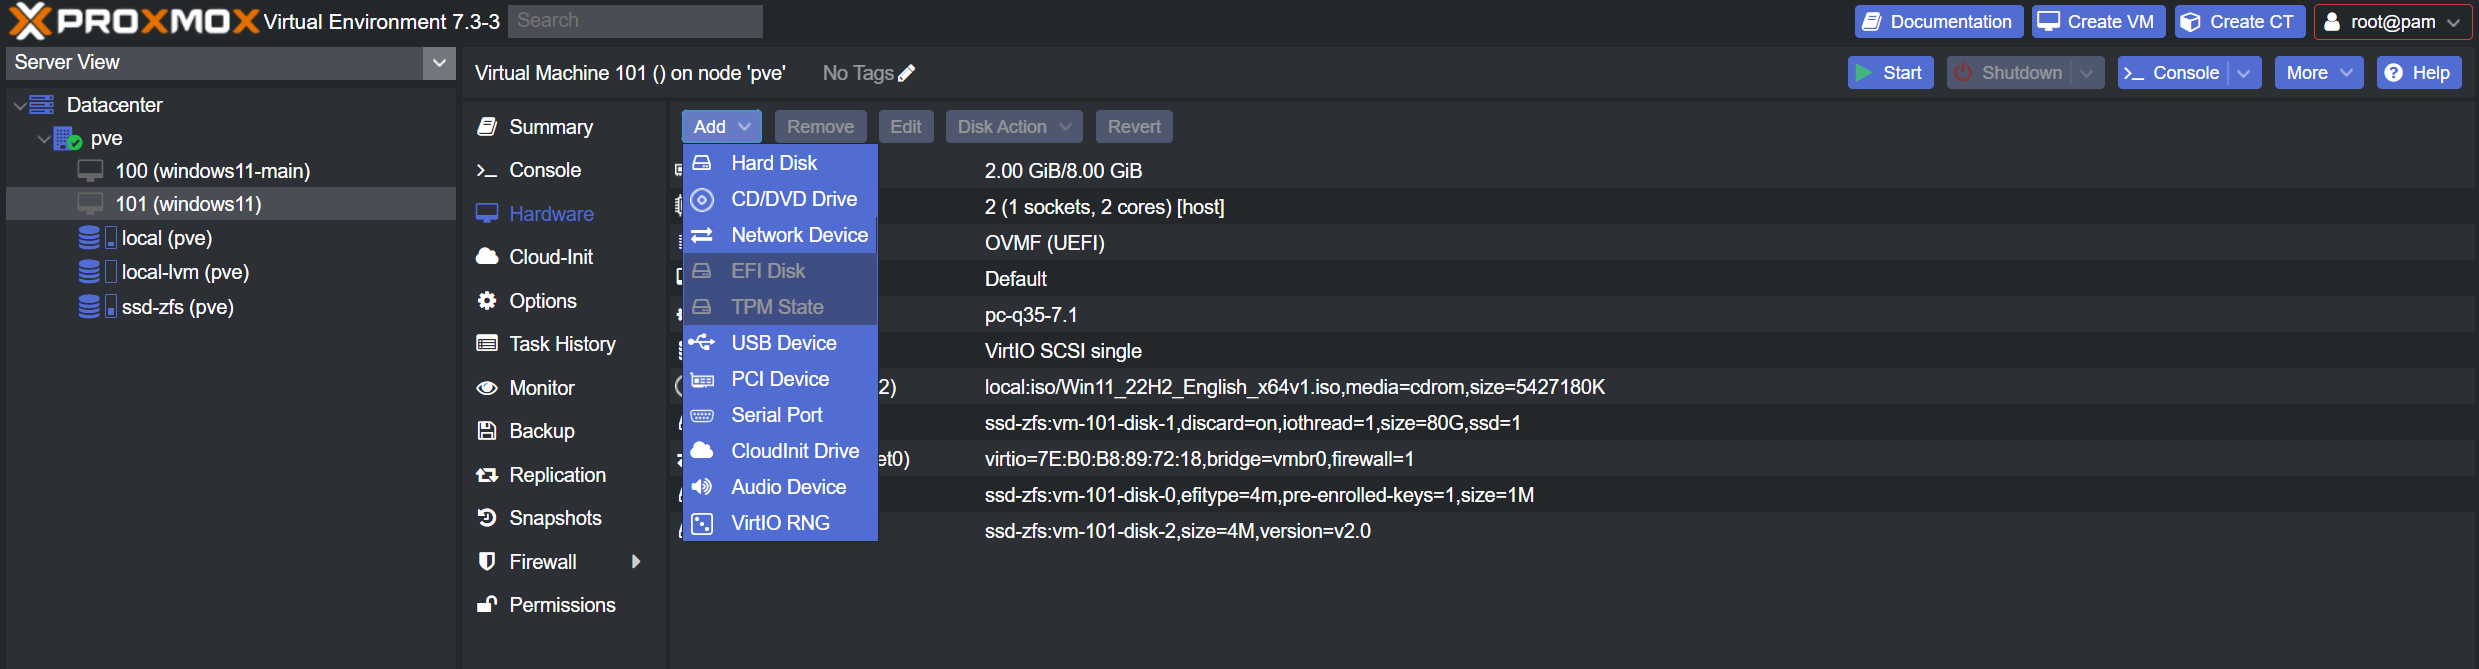 PROXMOX Virtual Environment 7.3-3 Search Documentation Create VM Create CT root@pam
Server View
Virtual Machine 101 () on node 'pve' No Tags Start Shutdown Console More Help
Datacenter
pve
100 (windows11-main)
101 (windows11)
local (pve)
local-lvm (pve)
ssd-zfs (pve)
Summary
Console
Hardware
Cloud-Init
Options
Task History
Monitor
Backup
Replication
Snapshots
Firewall
Permissions
Add Remove Edit Disk Action Revert
Hard Disk
CD/DVD Drive
Network Device
EFI Disk
TPM State
USB Device
PCI Device
Serial Port
CloudInit Drive
Audio Device
VirtIO RNG
2.00 GiB/8.00 GiB
2 (1 sockets, 2 cores) [host]
OVMF (UEFI)
Default
pc-q35-7.1
VirtIO SCSI single
2) local:iso/Win11_22H2_English_x64v1.iso,media=cdrom,size=5427180K
ssd-zfs:vm-101-disk-1,discard=on,iothread=1,size=80G,ssd=1
et0) virtio=7E:B0:B8:89:72:18,bridge=vmbr0,firewall=1
ssd-zfs:vm-101-disk-0,efitype=4m,pre-enrolled-keys=1,size=1M
ssd-zfs:vm-101-disk-2,size=4M,version=v2.0